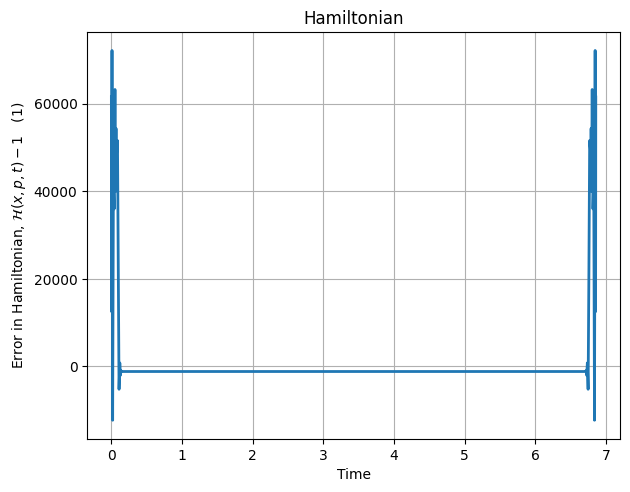 Hamiltonian
Error in Hamiltonian, $\mathcal{H}(x, p, t) - 1$ (1)
60000
40000
20000
0
0 1 2 3 4 5 6 7
Time